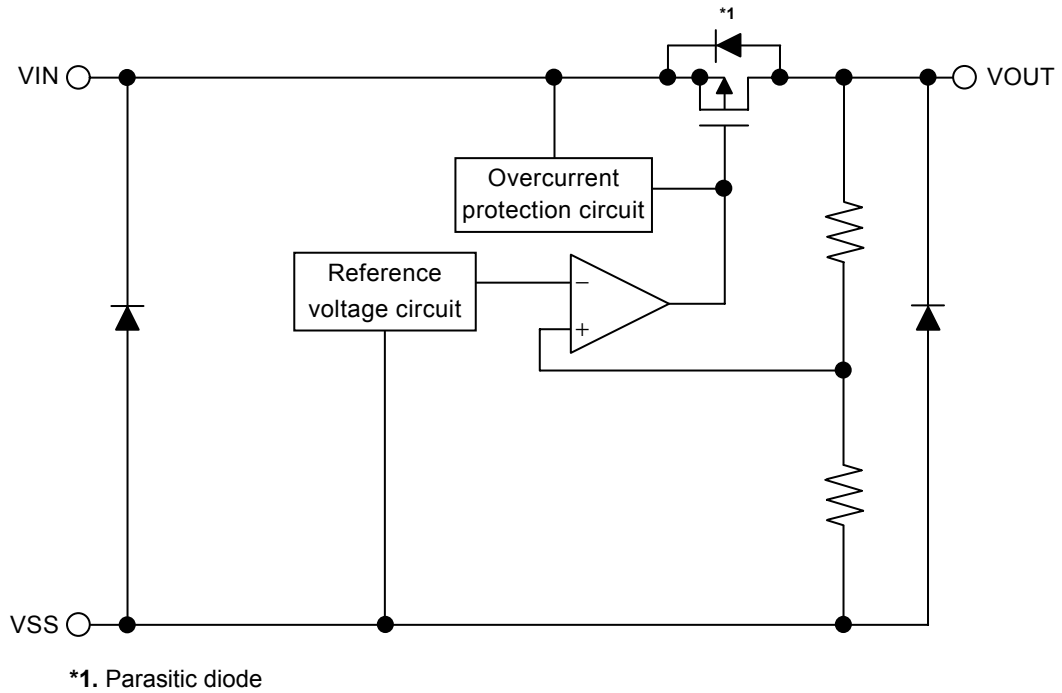 *1
VIN
VOUT
Overcurrent
protection circuit
Reference
voltage circuit
−
+
VSS
*1. Parasitic diode